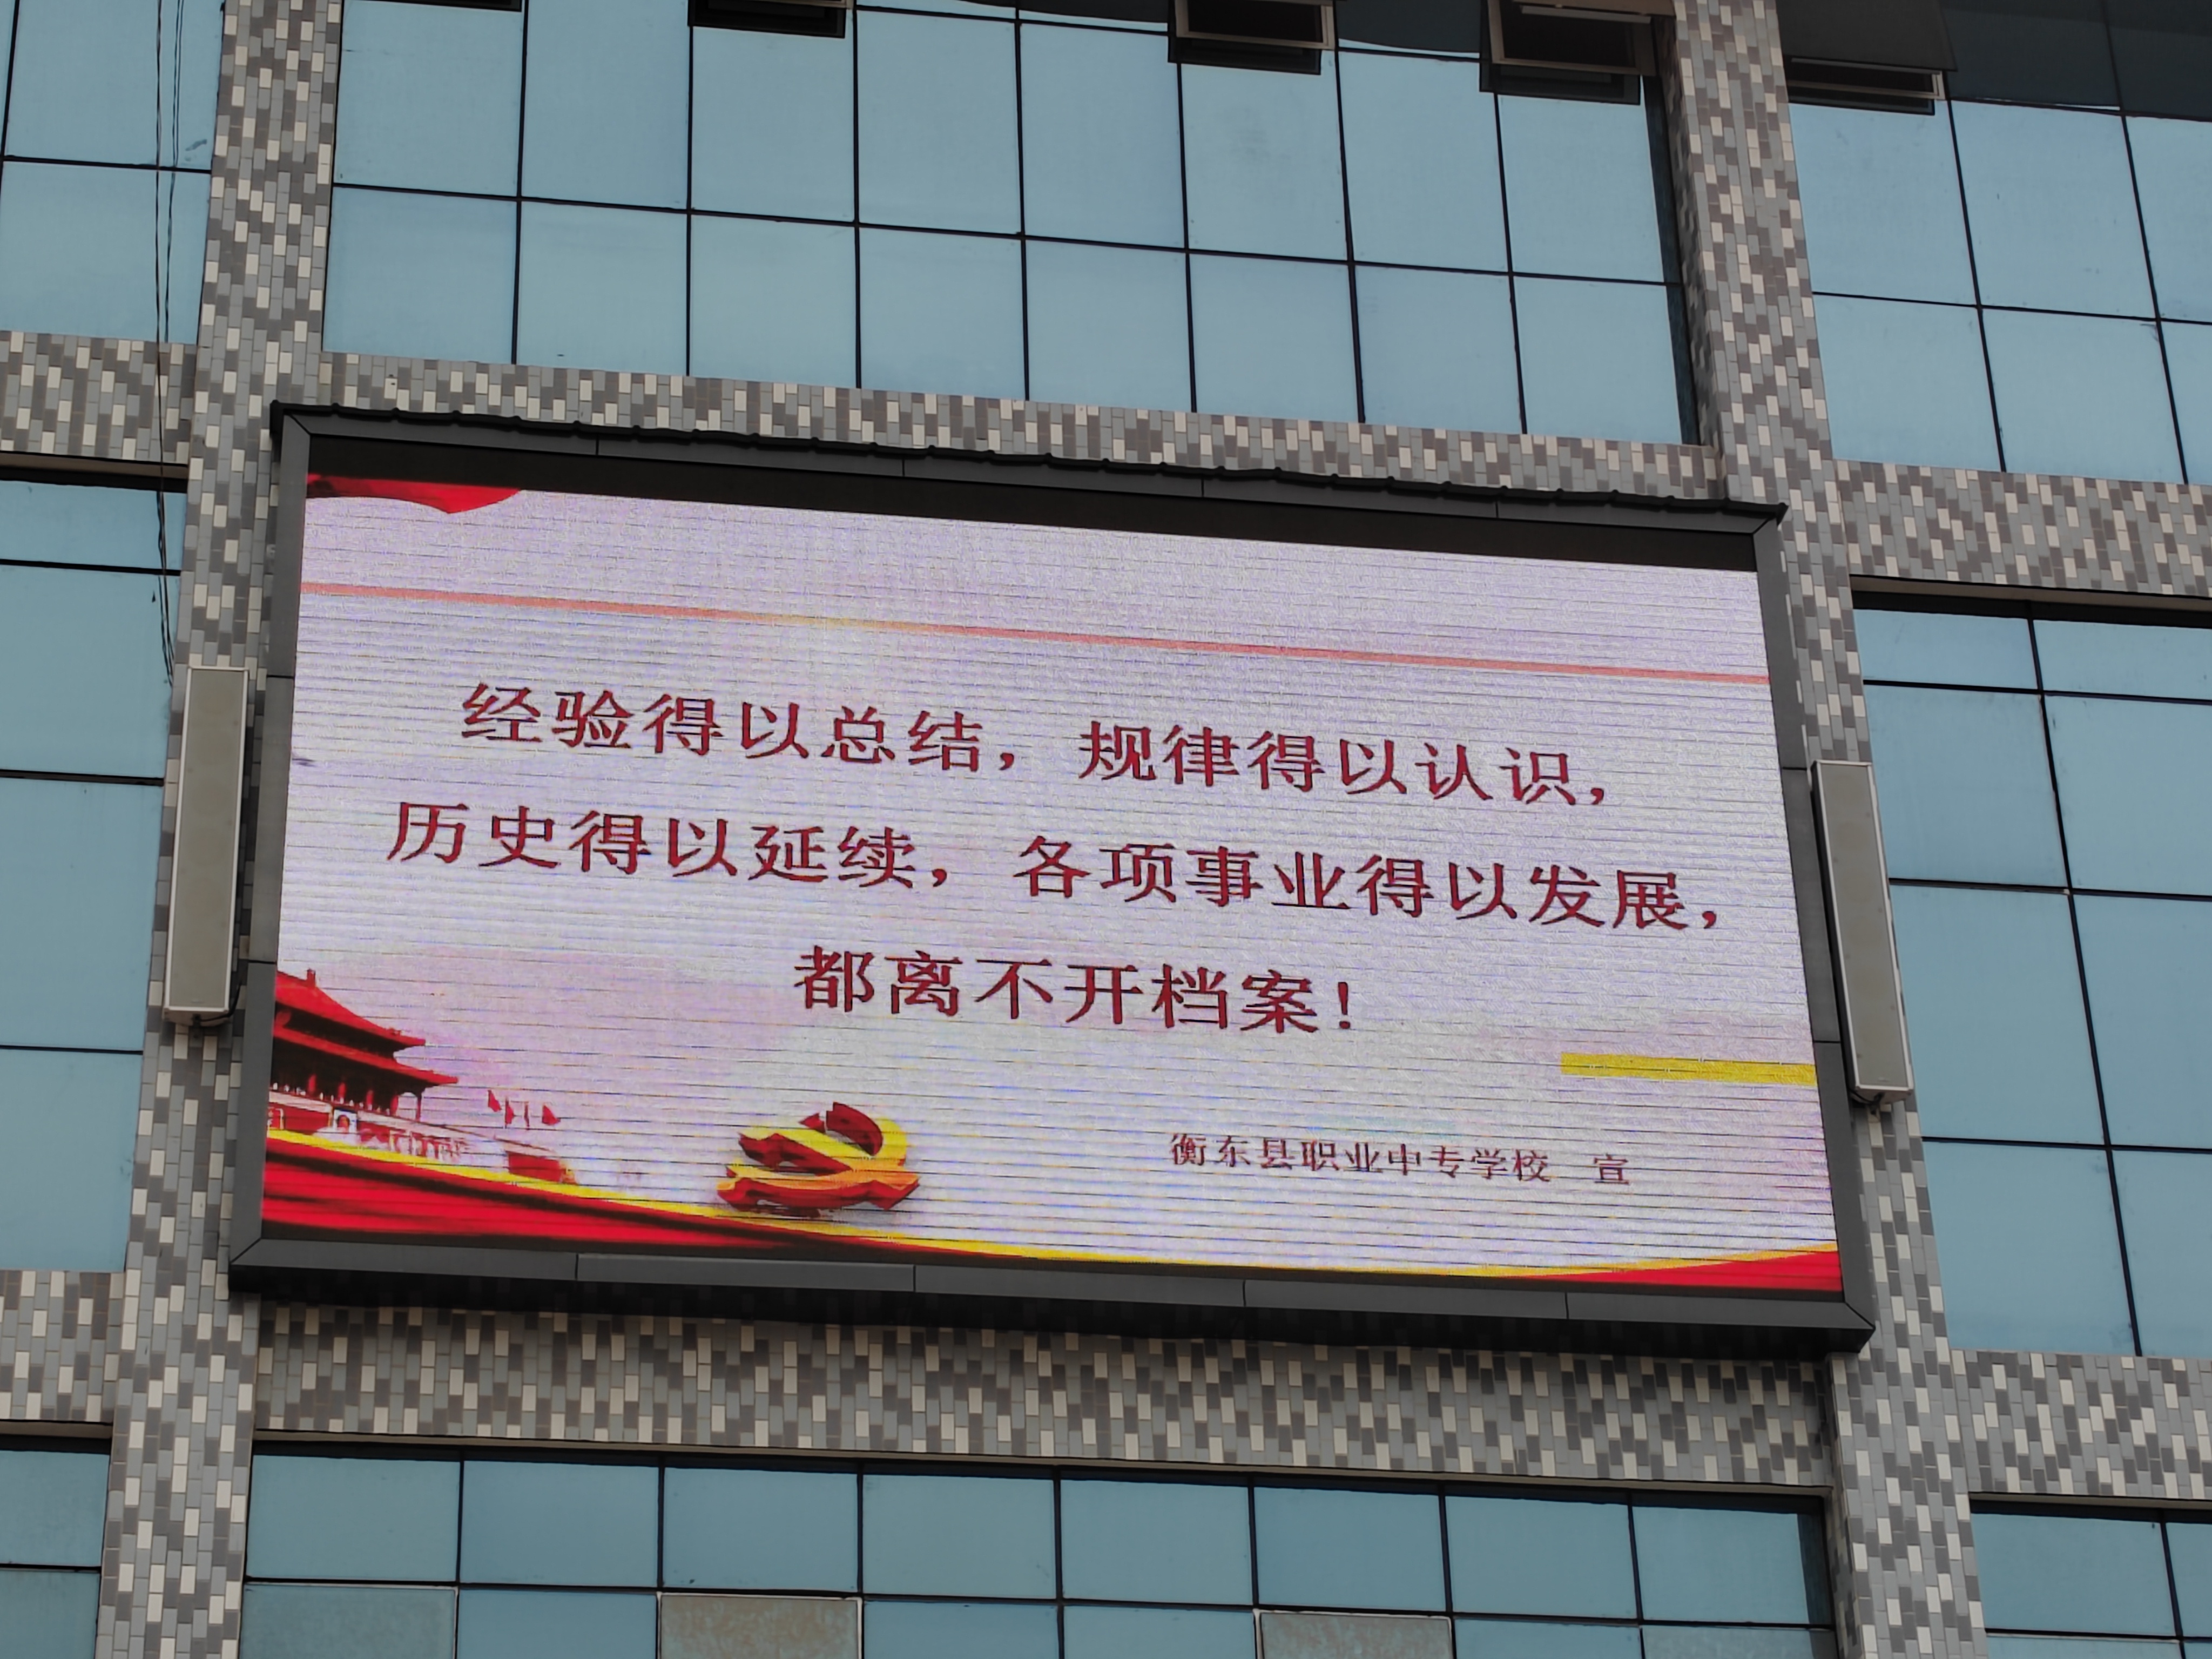 经验得以总结，规律得以认识，
历史得以延续，各项事业得以发展，
都离不开档案！
衡东县职业中专学校 宣